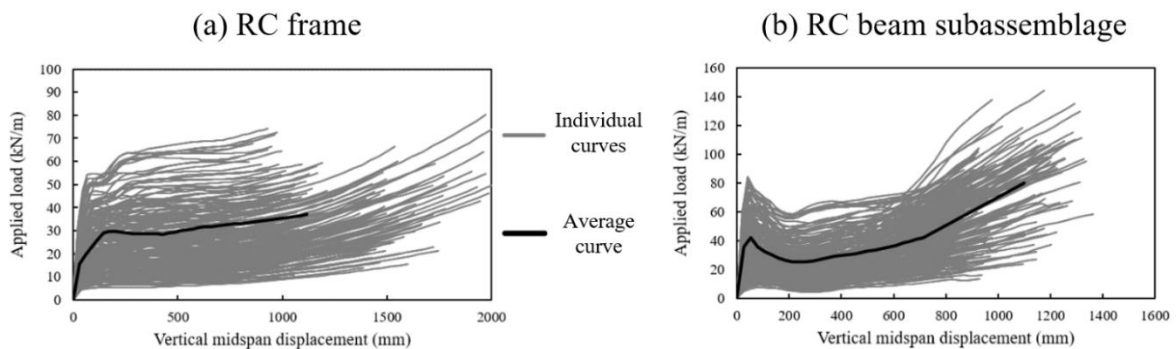 (a) RC frame
(b) RC beam subassemblage
100
90
80
70
60
50
40
30
20
10
0
Applied load (kN/m)
0 500 1000 1500 2000
Vertical midspan displacement (mm)
Individual
curves
Average
curve
160
140
120
100
80
60
40
20
0
Applied load (kN/m)
0 200 400 600 800 1000 1200 1400 1600
Vertical midspan displacement (mm)